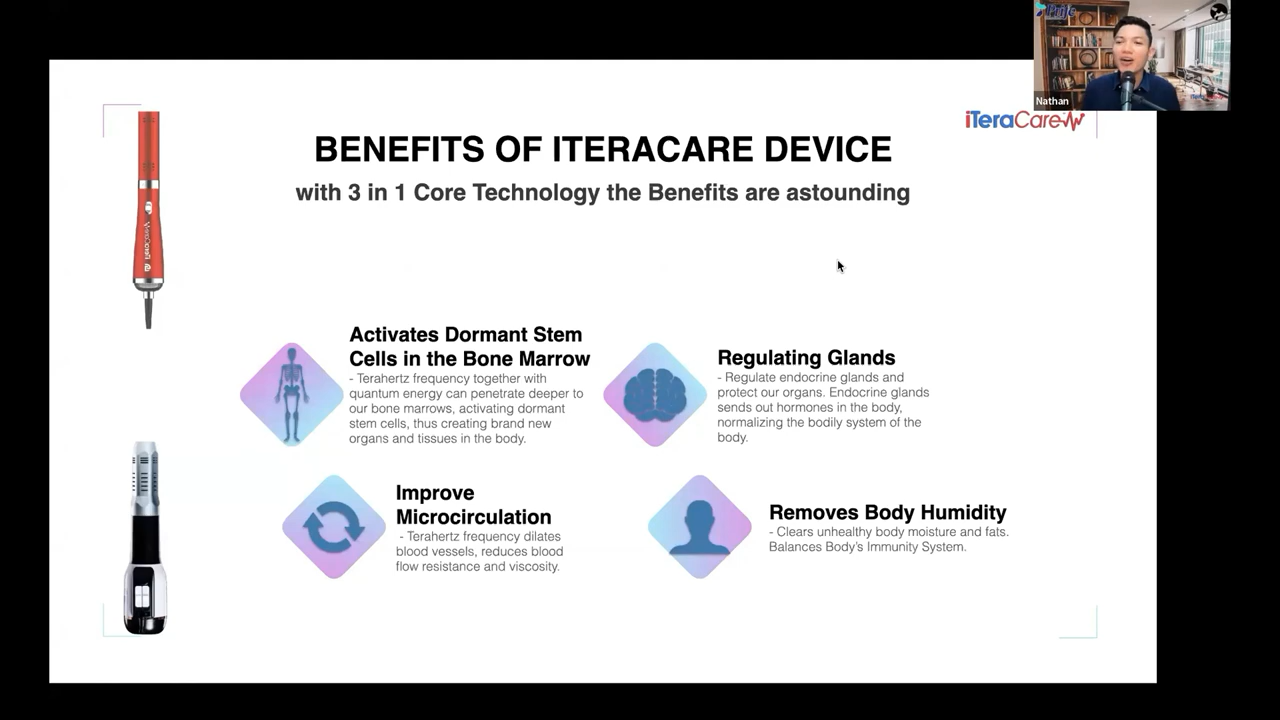 Prife
Nathan
iTeraCare
BENEFITS OF ITERACARE DEVICE
with 3 in 1 Core Technology the Benefits are astounding
Activates Dormant Stem
Cells in the Bone Marrow
- Terahertz frequency together with
quantum energy can penetrate deeper to
our bone marrows, activating dormant
stem cells, thus creating brand new
organs and tissues in the body.
Regulating Glands
- Regulate endocrine glands and
protect our organs. Endocrine glands
sends out hormones in the body,
normalizing the bodily system of the
body.
Improve
Microcirculation
- Terahertz frequency dilates
blood vessels, reduces blood
flow resistance and viscosity.
Removes Body Humidity
- Clears unhealthy body moisture and fats.
Balances Body's Immunity System.